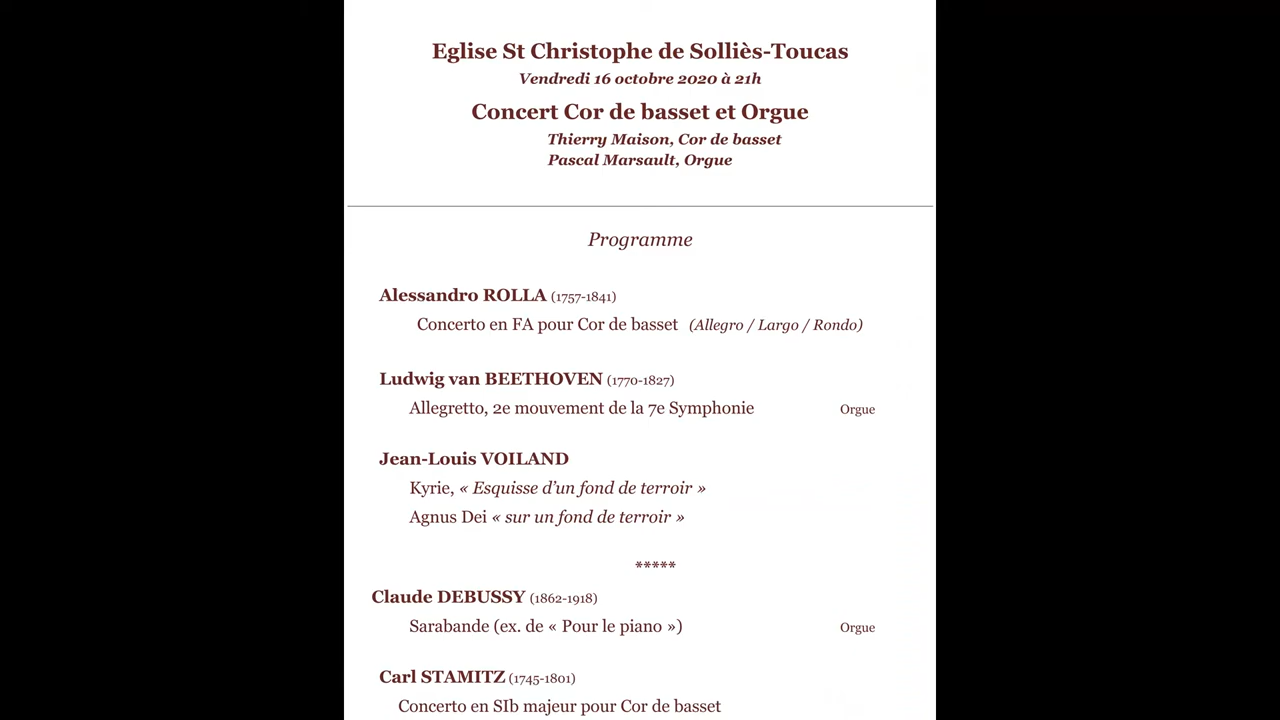 Eglise St Christophe de Solliès-Toucas
Vendredi 16 octobre 2020 à 21h
Concert Cor de basset et Orgue
Thierry Maison, Cor de basset
Pascal Marsault, Orgue
Programme
Alessandro ROLLA (1757-1841)
Concerto en FA pour Cor de basset (Allegro / Largo / Rondo)
Ludwig van BEETHOVEN (1770-1827)
Allegretto, 2e mouvement de la 7e Symphonie Orgue
Jean-Louis VOILAND
Kyrie, « Esquisse d’un fond de terroir »
Agnus Dei « sur un fond de terroir »
*****
Claude DEBUSSY (1862-1918)
Sarabande (ex. de « Pour le piano ») Orgue
Carl STAMITZ (1745-1801)
Concerto en SIb majeur pour Cor de basset